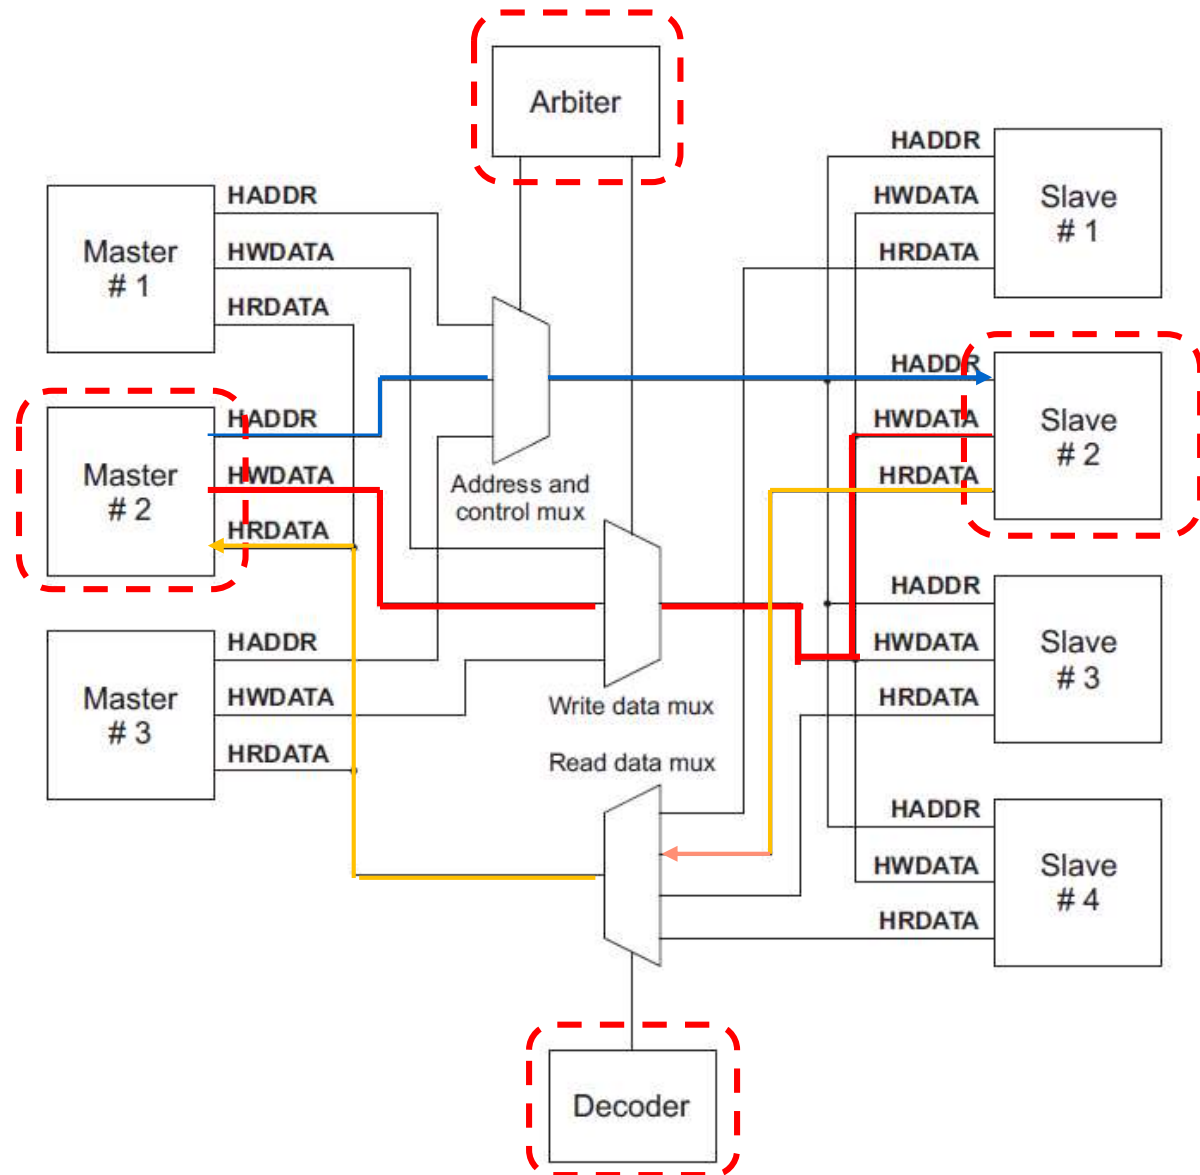 Arbiter
HADDR
HWDATA
HRDATA
Master
# 1
HADDR
HWDATA
HRDATA
Slave
# 1
HADDR
HWDATA
HRDATA
Master
# 2
Address and
control mux
HADDR
HWDATA
HRDATA
Slave
# 2
HADDR
HWDATA
HRDATA
Master
# 3
Write data mux
Read data mux
HADDR
HWDATA
HRDATA
Slave
# 3
HADDR
HWDATA
HRDATA
Slave
# 4
Decoder